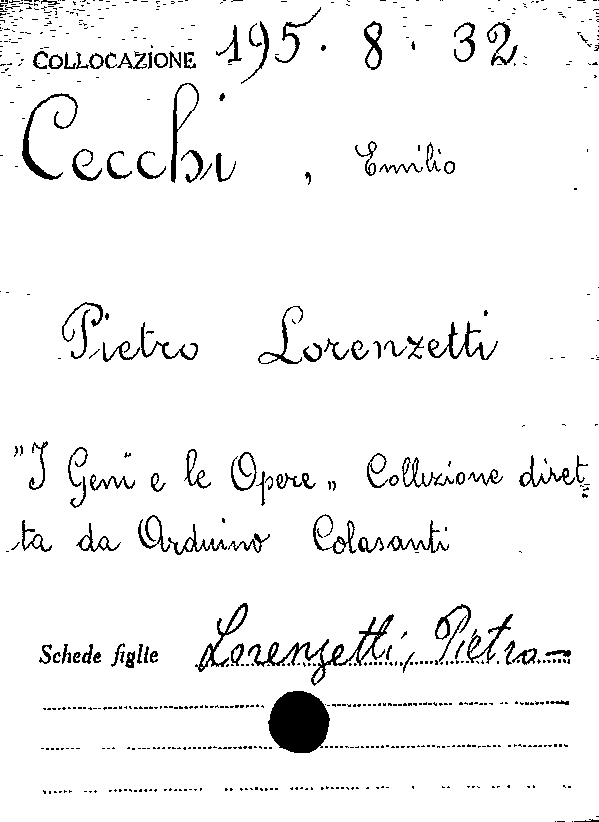 COLLOCAZIONE 195. 8. 32
Cecchi, Emilio
Pietro Lorenzetti
"I Genî e le Opere" Collezione diret=
ta da Arduino Colasanti
Schede figlie Lorenzetti, Pietro—